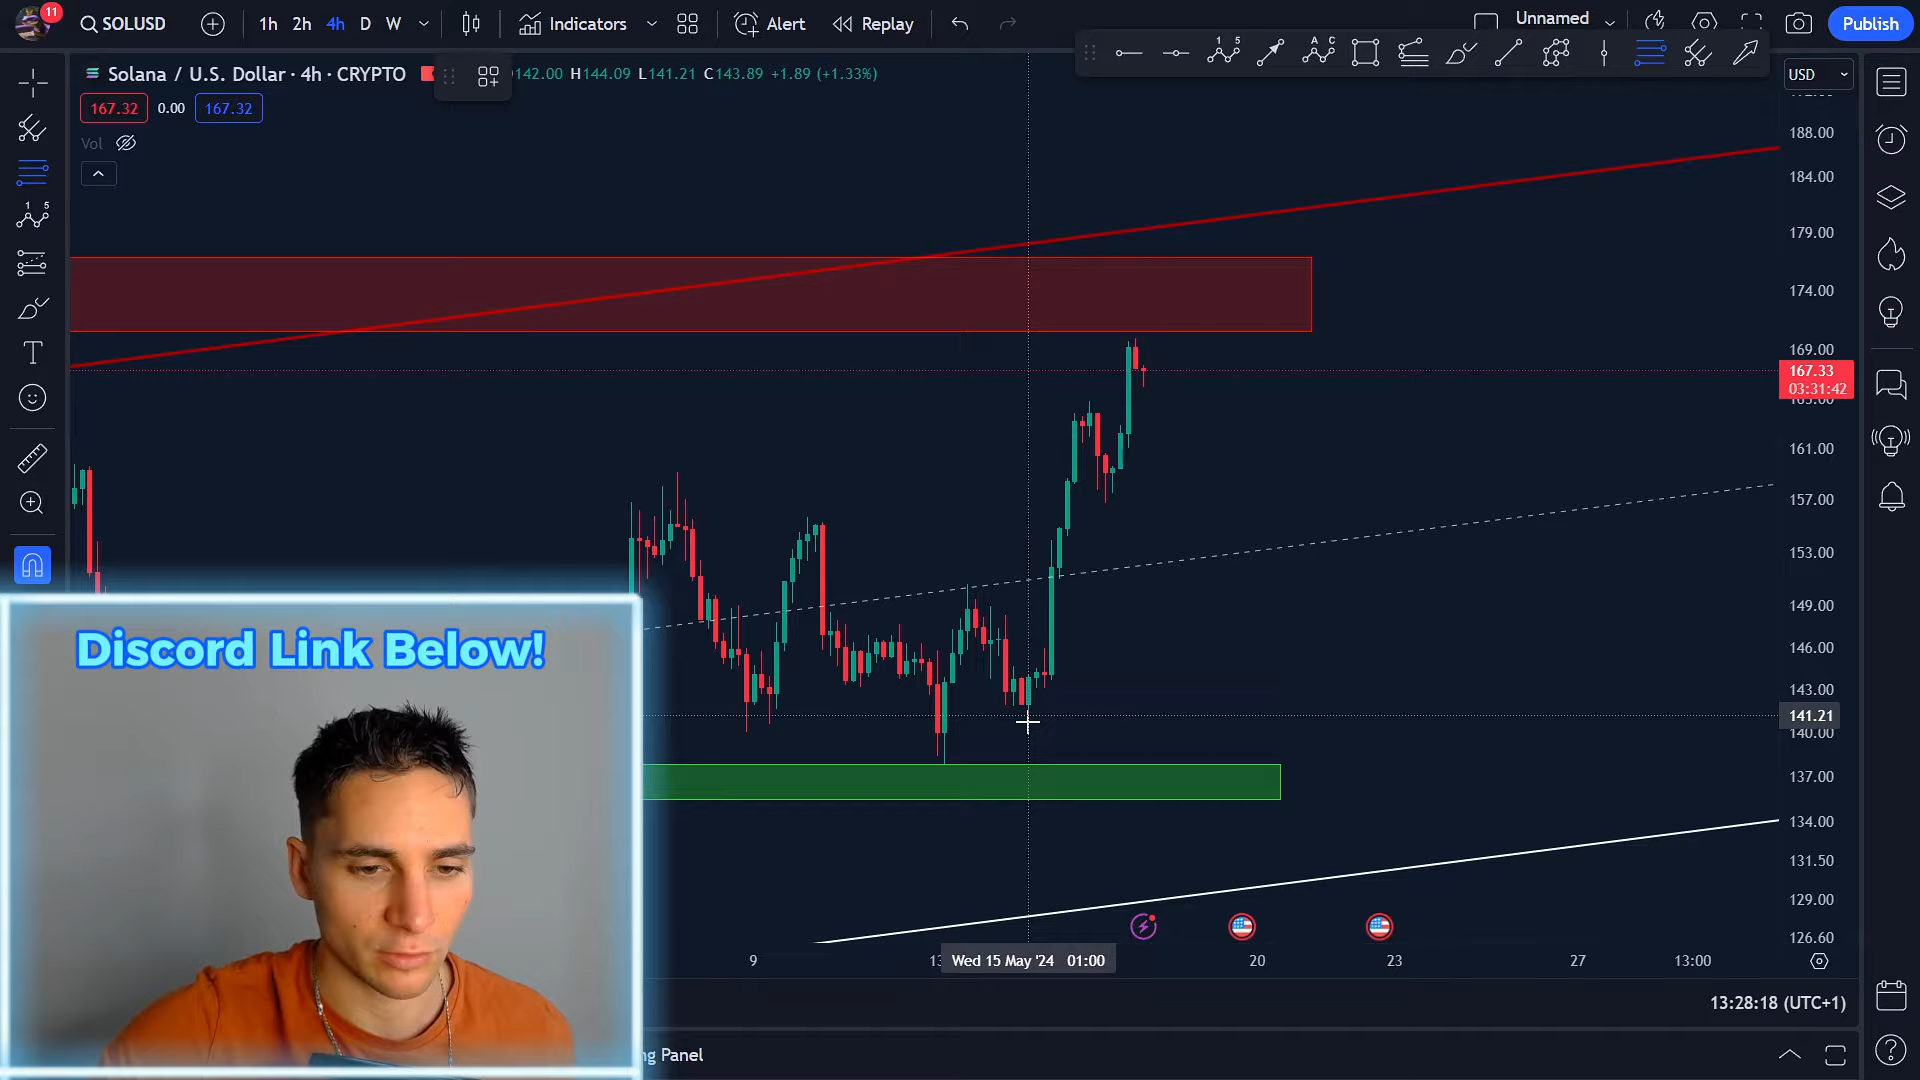 11
SOLUSD
1h 2h 4h D W
Indicators
Alert
Replay
Unnamed
Publish
Solana / U.S. Dollar · 4h · CRYPTO
142.00 H144.09 L141.21 C143.89 +1.89 (+1.33%)
USD
167.32 0.00 167.32
Vol
188.00
184.00
179.00
174.00
169.00
167.33
03:31:42
161.00
157.00
153.00
149.00
146.00
143.00
141.21
140.00
137.00
134.00
131.50
129.00
126.60
Discord Link Below!
9 Wed 15 May '24 01:00 20 23 27 13:00
13:28:18 (UTC+1)
ng Panel